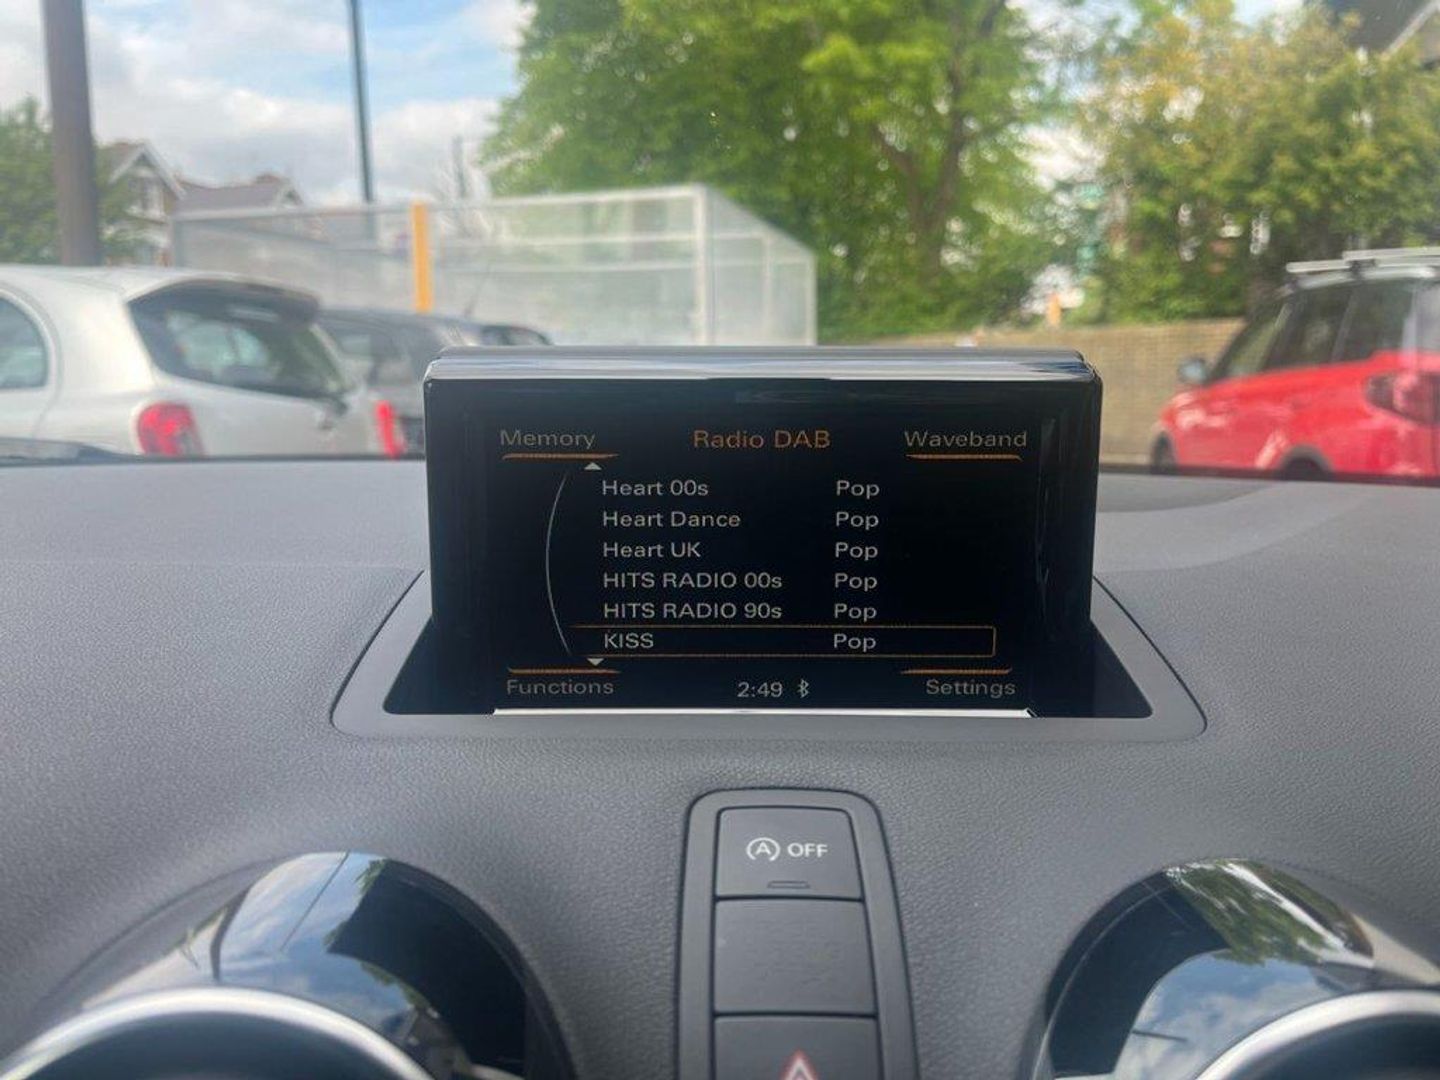 Memory Radio DAB Waveband
Heart 00s Pop
Heart Dance Pop
Heart UK Pop
HITS RADIO 00s Pop
HITS RADIO 90s Pop
KISS Pop
Functions 2:49 Settings
A OFF